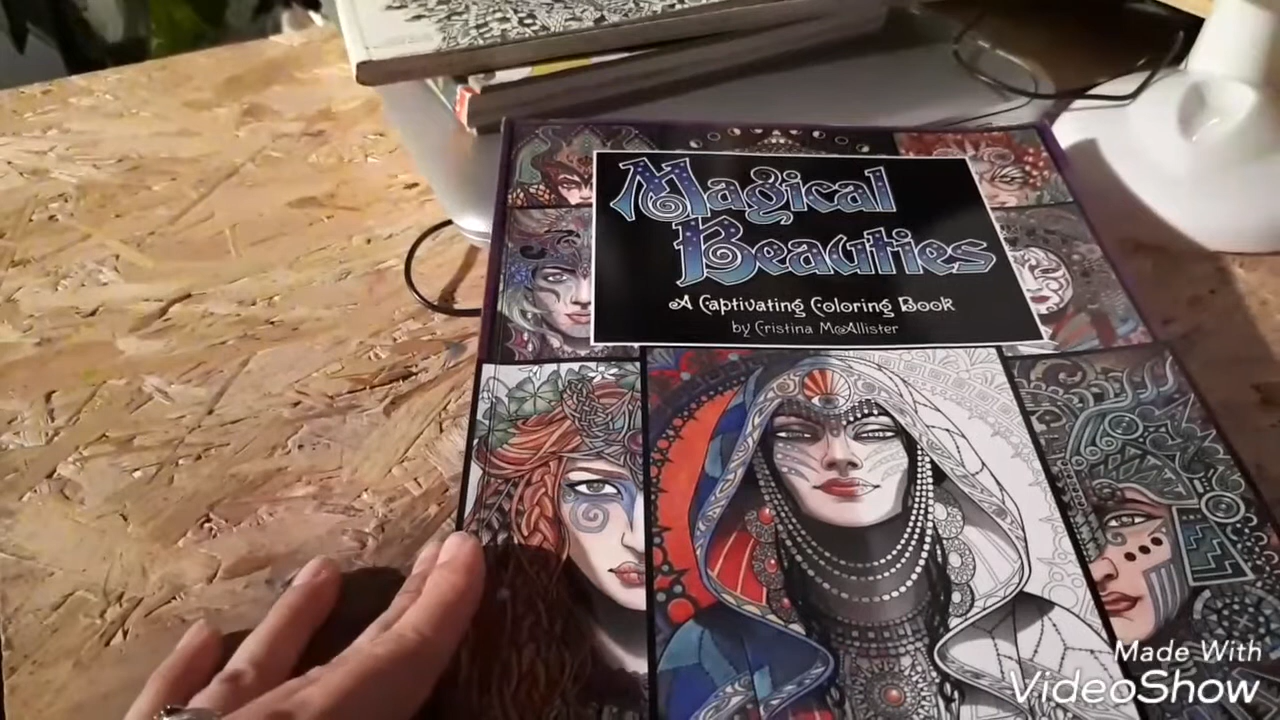 Magical
Beauties
A Captivating Coloring Book
by Cristina McAllister
Made With
VideoShow